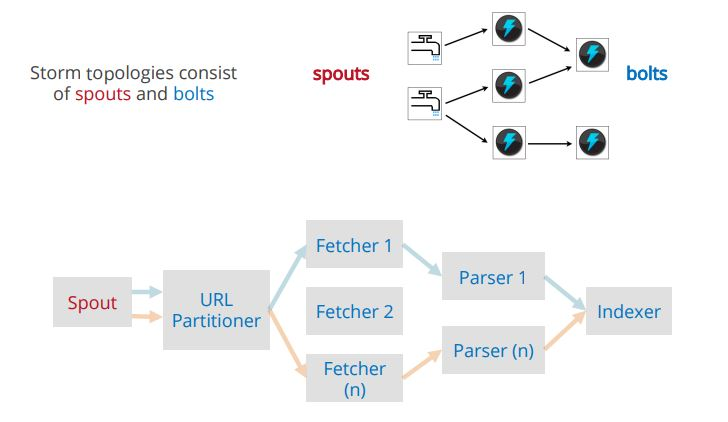 Storm topologies consist
of spouts and bolts
spouts
bolts
Spout
URL
Partitioner
Fetcher 1
Fetcher 2
Fetcher
(n)
Parser 1
Parser (n)
Indexer